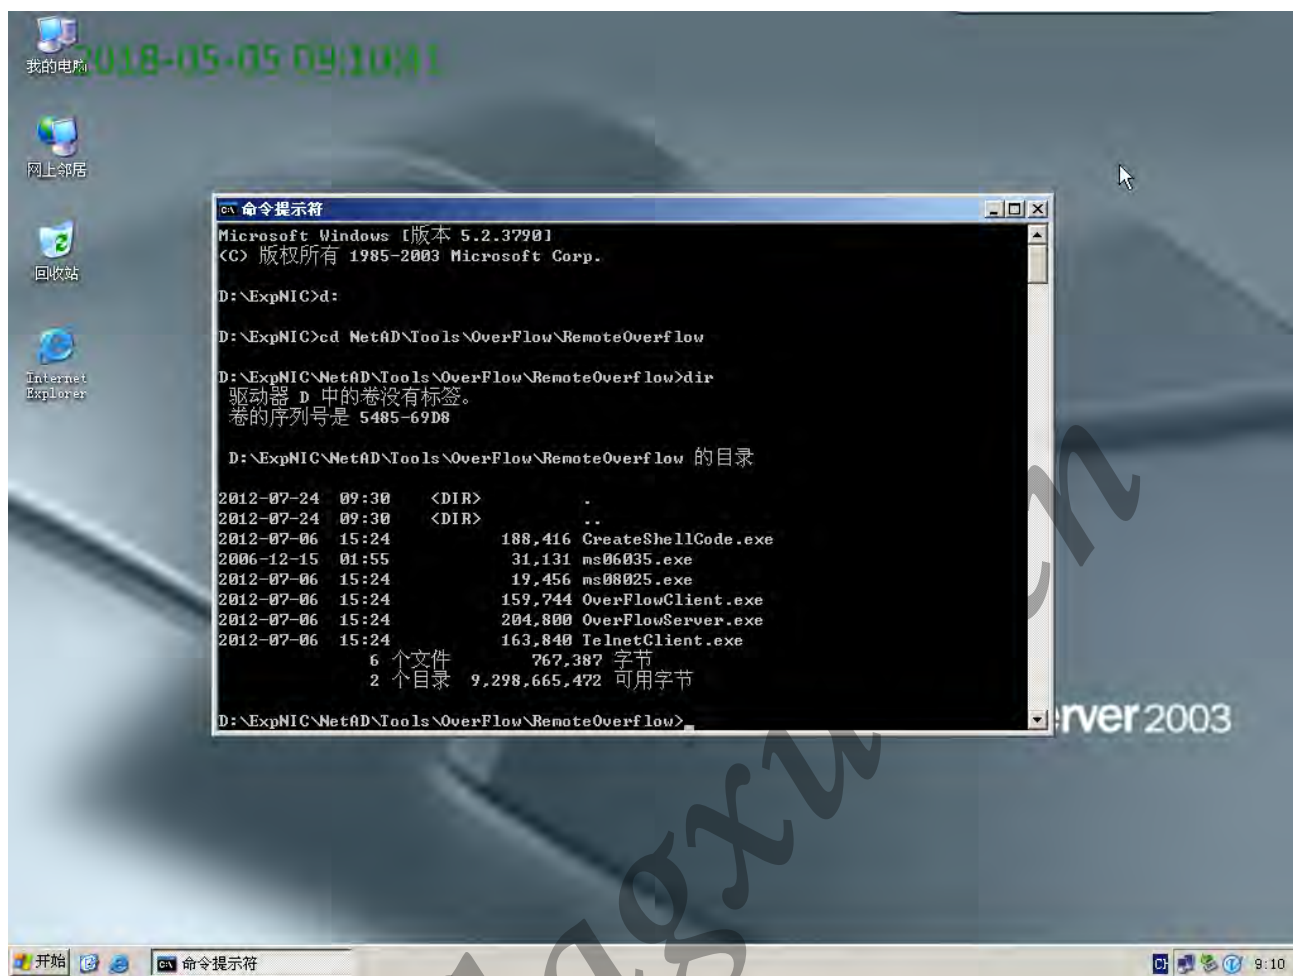 我的电脑
2018-05-05 09:10:41
网上邻居
回收站
Internet
Explorer
命令提示符
Microsoft Windows [版本 5.2.3790]
(C) 版权所有 1985-2003 Microsoft Corp.
D:\ExpNIC>d:
D:\ExpNIC>cd NetAD\Tools\OverFlow\RemoteOverflow
D:\ExpNIC\NetAD\Tools\OverFlow\RemoteOverflow>dir
驱动器 D 中的卷没有标签。
卷的序列号是 5485-69D8
D:\ExpNIC\NetAD\Tools\OverFlow\RemoteOverflow 的目录
2012-07-24 09:30 <DIR> .
2012-07-24 09:30 <DIR> ..
2012-07-06 15:24 188,416 CreateShellCode.exe
2006-12-15 01:55 31,131 ms06035.exe
2012-07-06 15:24 19,456 ms08025.exe
2012-07-06 15:24 159,744 OverFlowClient.exe
2012-07-06 15:24 204,800 OverFlowServer.exe
2012-07-06 15:24 163,840 TelnetClient.exe
6 个文件 767,387 字节
2 个目录 9,298,665,472 可用字节
D:\ExpNIC\NetAD\Tools\OverFlow\RemoteOverflow>
rver 2003
开始
命令提示符
CH
9:10